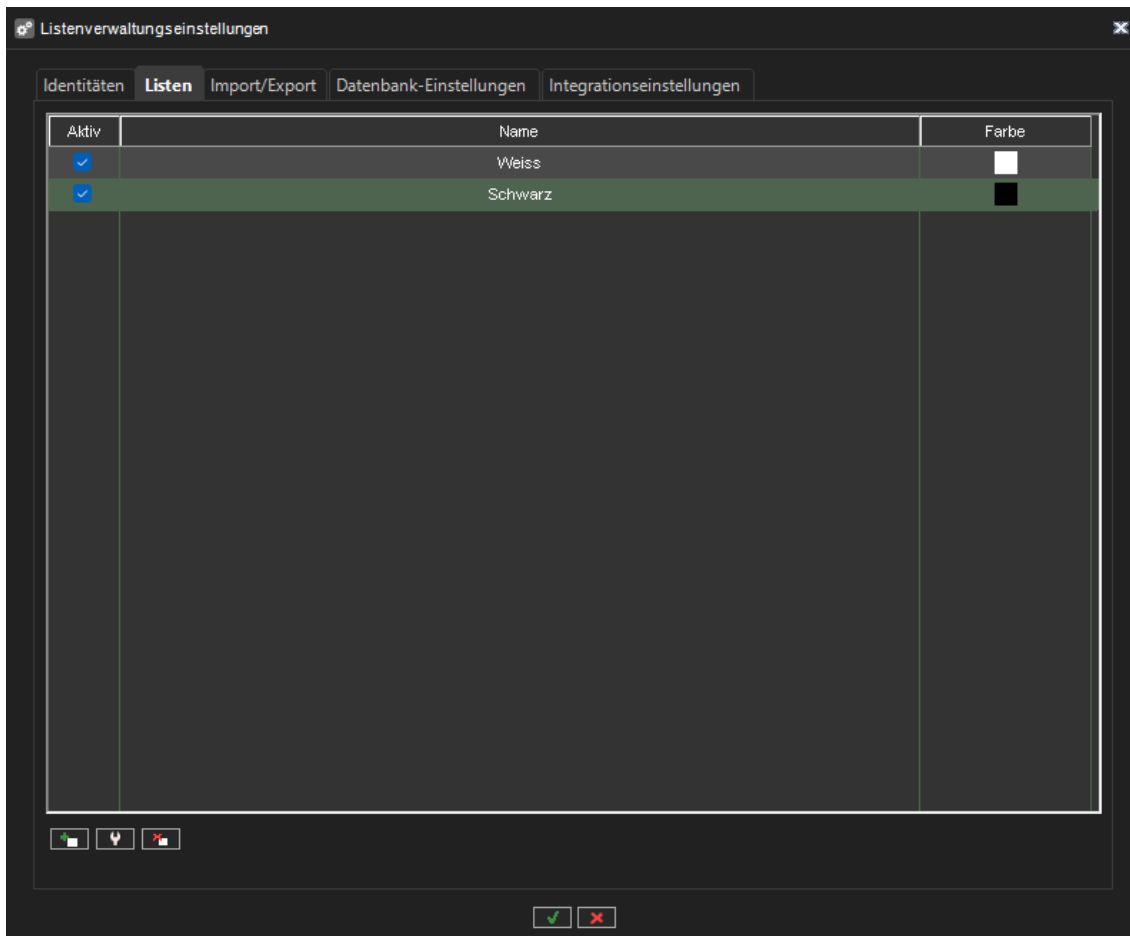 Listenverwaltungseinstellungen
Identitäten Listen Import/Export Datenbank-Einstellungen Integrationseinstellungen
Aktiv Name Farbe
Weiss
Schwarz